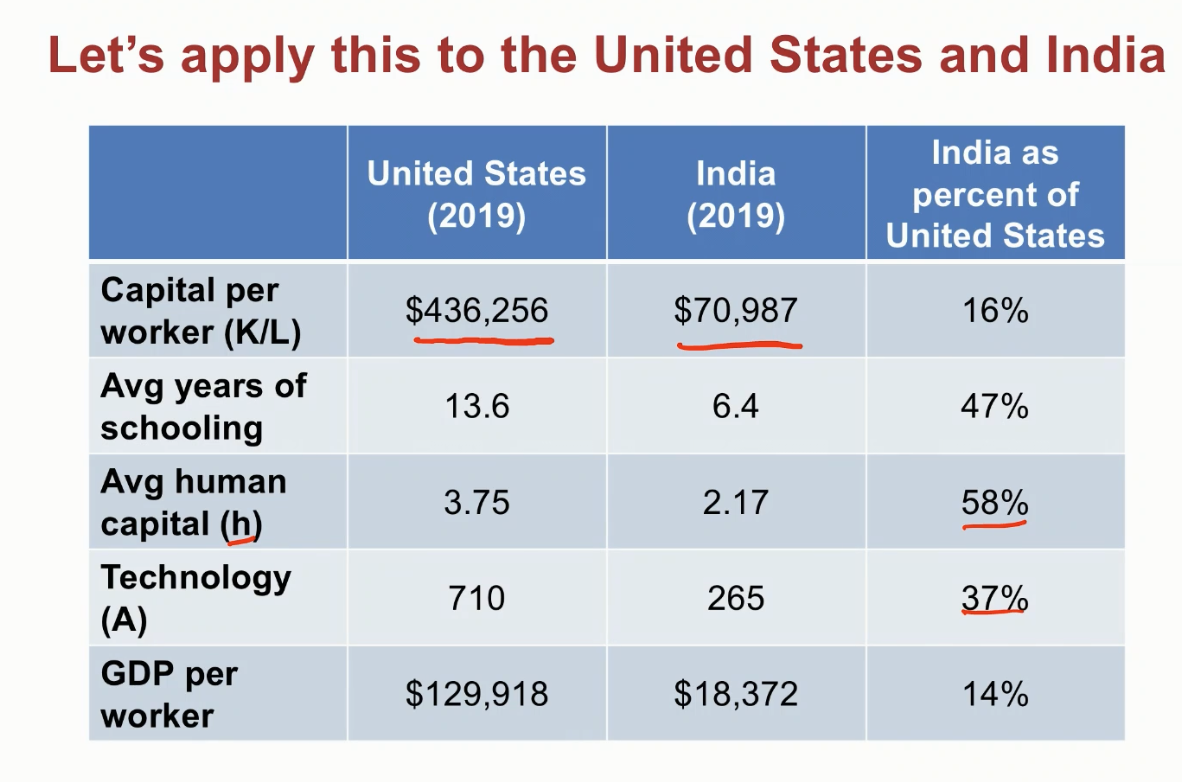 Let's apply this to the United States and India
United States
(2019)
India
(2019)
India as
percent of
United States
Capital per
worker (K/L)
$436,256
$70,987
16%
Avg years of
schooling
13.6
6.4
47%
Avg human
capital (h)
3.75
2.17
58%
Technology
(A)
710
265
37%
GDP per
worker
$129,918
$18,372
14%